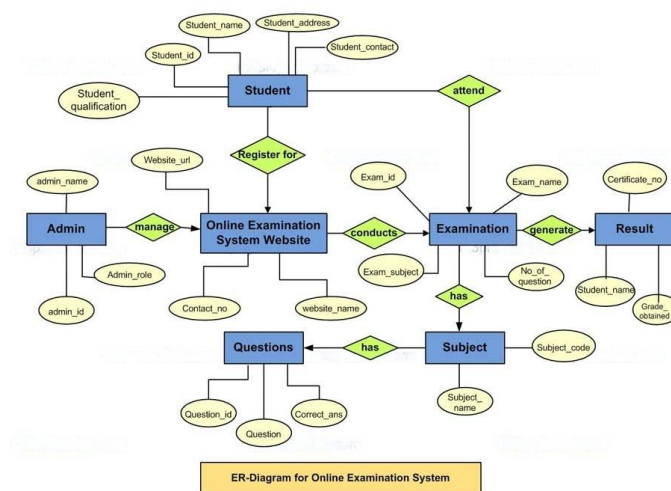 Student_address
Student_name
Student_contact
Student_id
Student_
qualification
Student
attend
Register for
Website_url
Exam_id
Exam_name
Certificate_no
admin_name
Admin
manage
Online Examination
System Website
conducts
Examination
generate
Result
Admin_role
admin_id
Contact_no
website_name
Exam_subject
No_of_
question
Student_name
Grade_
obtained
has
Questions
has
Subject
Subject_code
Question_id
Question
Correct_ans
Subject_
name
ER-Diagram for Online Examination System